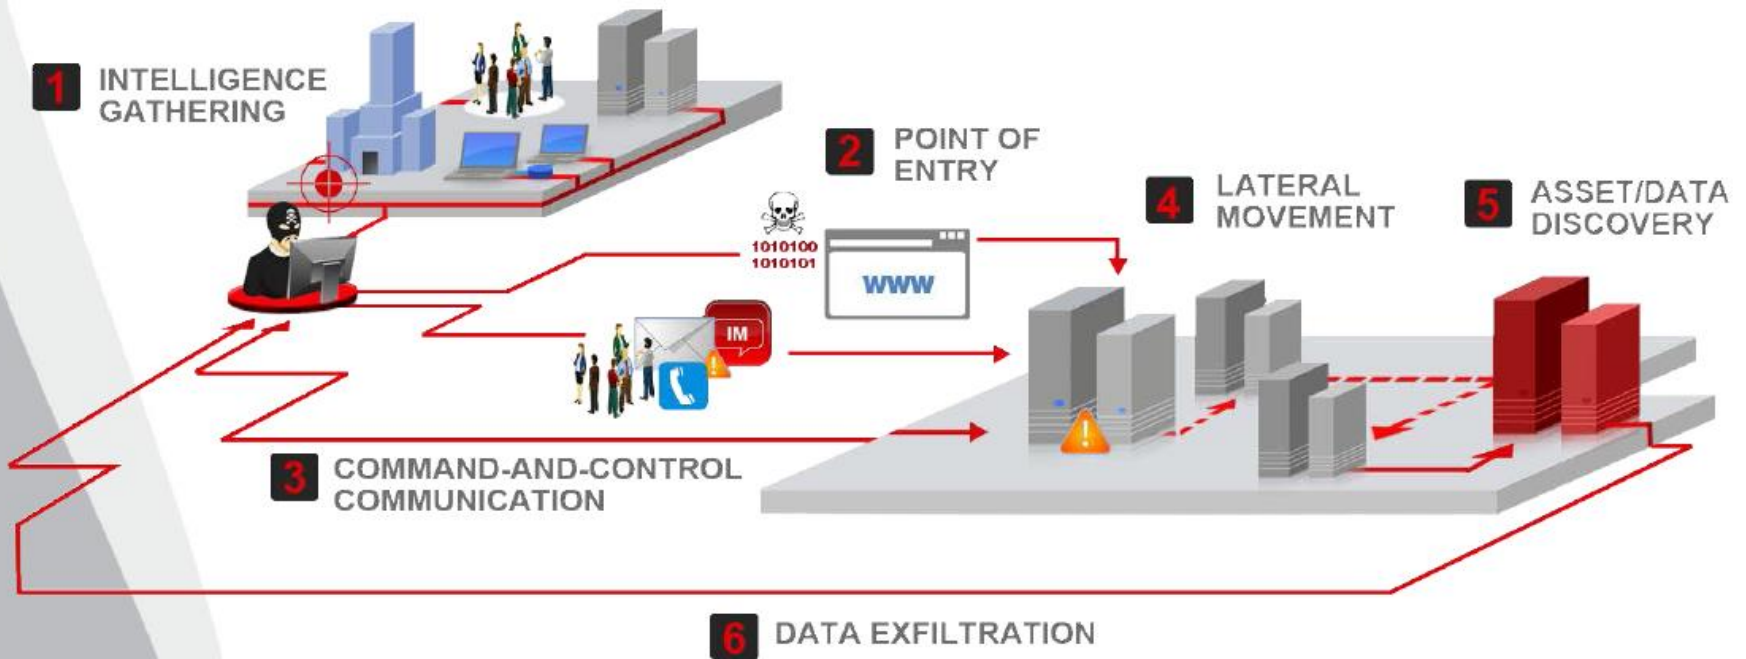 1 INTELLIGENCE
GATHERING
2 POINT OF
ENTRY
1010100
1010101
WWW
IM
3 COMMAND-AND-CONTROL
COMMUNICATION
4 LATERAL
MOVEMENT
5 ASSET/DATA
DISCOVERY
6 DATA EXFILTRATION